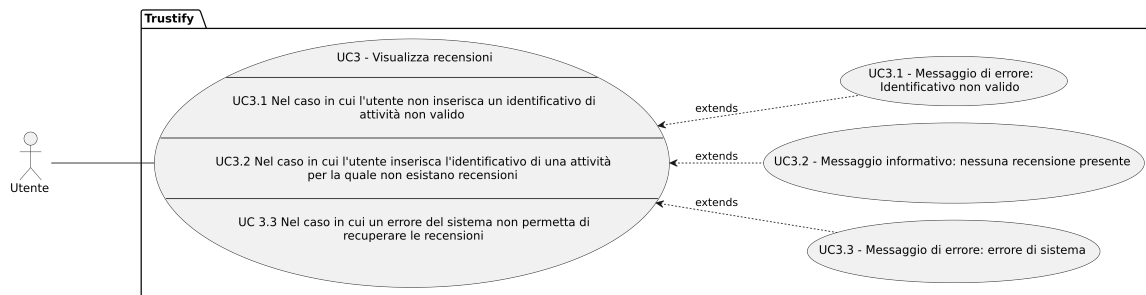 Trustify
UC3 - Visualizza recensioni
UC3.1 Nel caso in cui l'utente non inserisca un identificativo di
attività non valido
UC3.2 Nel caso in cui l'utente inserisca l'identificativo di una attività
per la quale non esistano recensioni
UC 3.3 Nel caso in cui un errore del sistema non permetta di
recuperare le recensioni
Utente
extends
extends
extends
UC3.1 - Messaggio di errore:
Identificativo non valido
UC3.2 - Messaggio informativo: nessuna recensione presente
UC3.3 - Messaggio di errore: errore di sistema